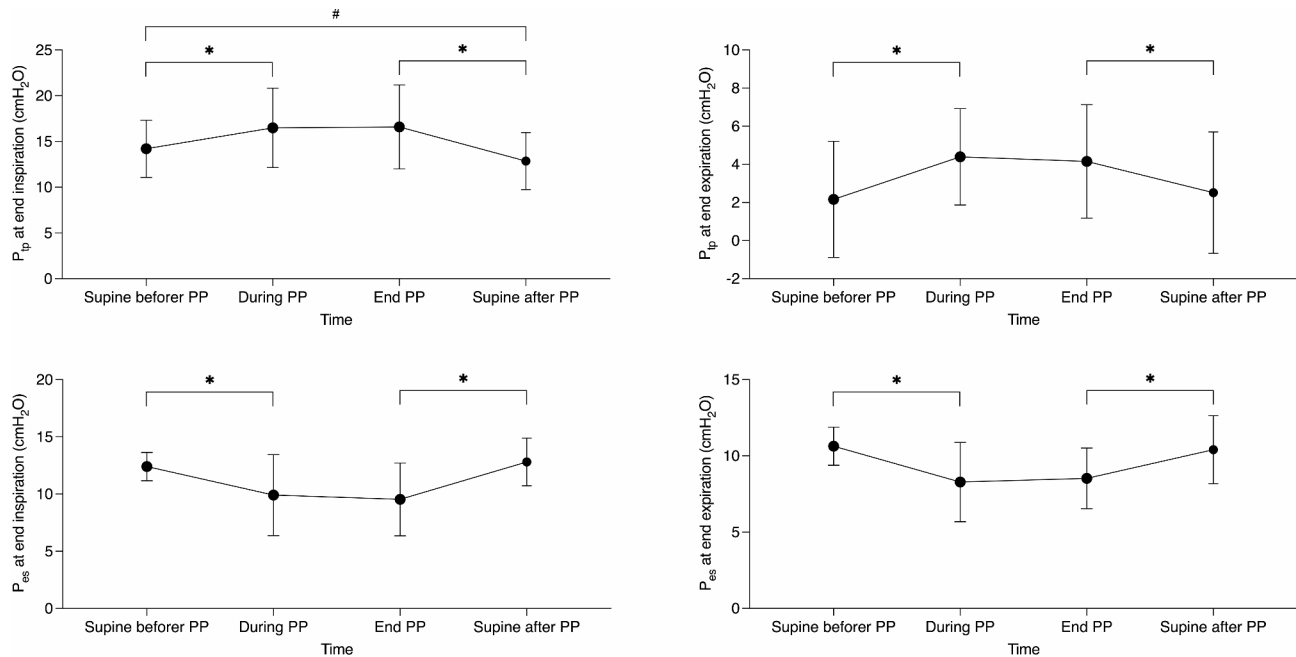 #
*
*
25
20
15
10
5
0
P_tp at end inspiration (cmH₂O)
Supine beforer PP
During PP
End PP
Supine after PP
Time
*
*
10
8
6
4
2
0
-2
P_tp at end expiration (cmH₂O)
Supine beforer PP
During PP
End PP
Supine after PP
Time
*
*
20
15
10
5
0
P_es at end inspiration (cmH₂O)
Supine beforer PP
During PP
End PP
Supine after PP
Time
*
*
15
10
5
0
P_es at end expiration (cmH₂O)
Supine beforer PP
During PP
End PP
Supine after PP
Time